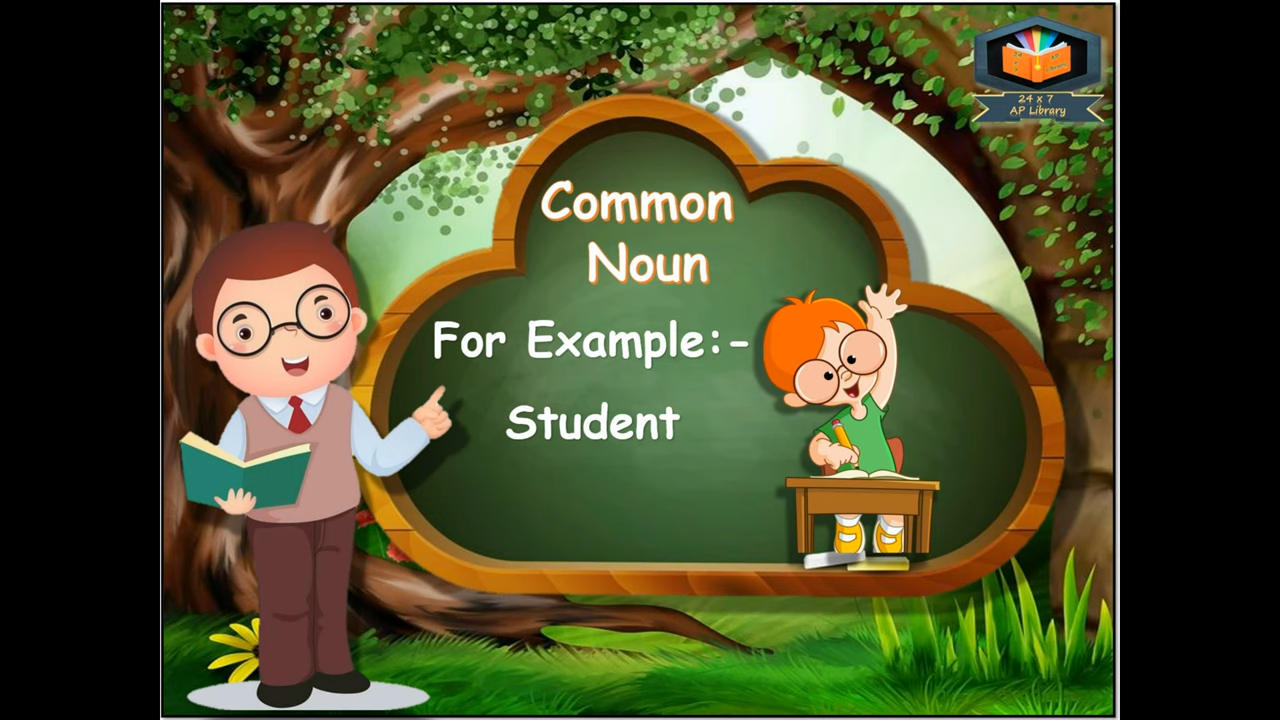 24 x 7
AP Library
Common
Noun
For Example:-
Student